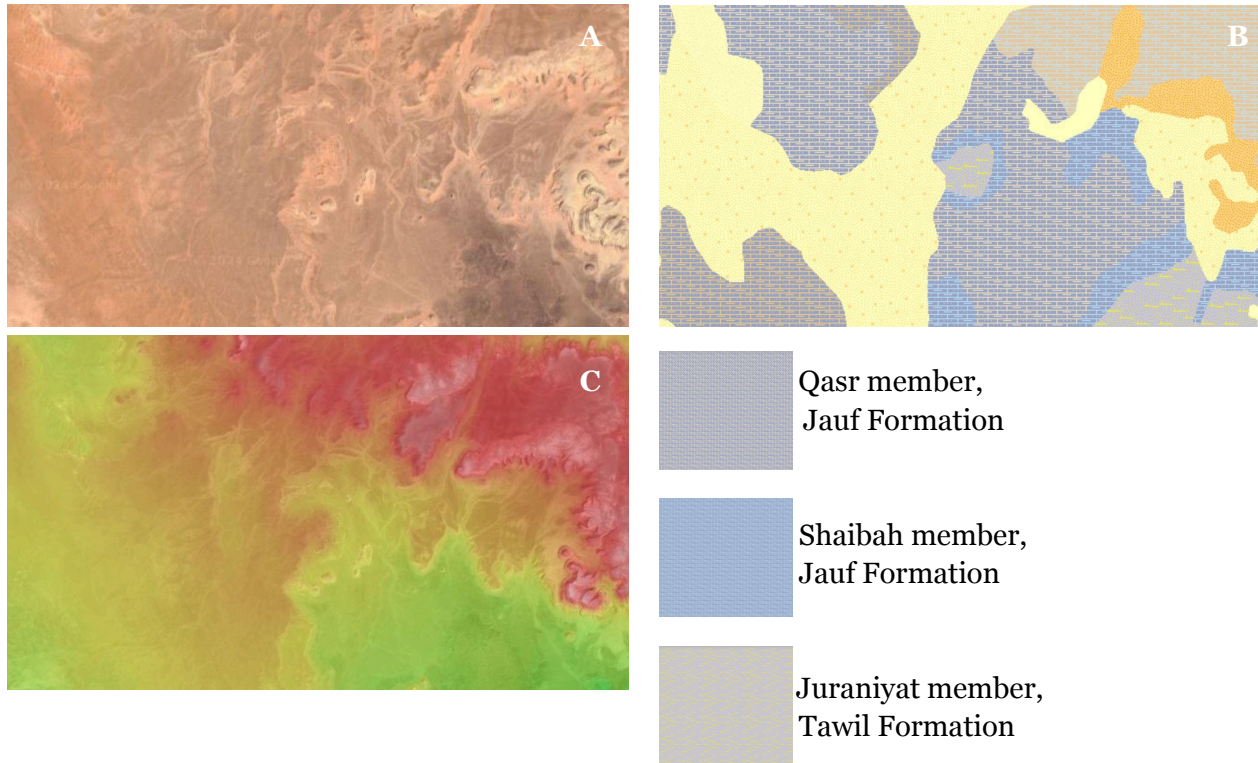 A
B
C
Qasr member,
Jauf Formation
Shaibah member,
Jauf Formation
Juraniyat member,
Tawil Formation